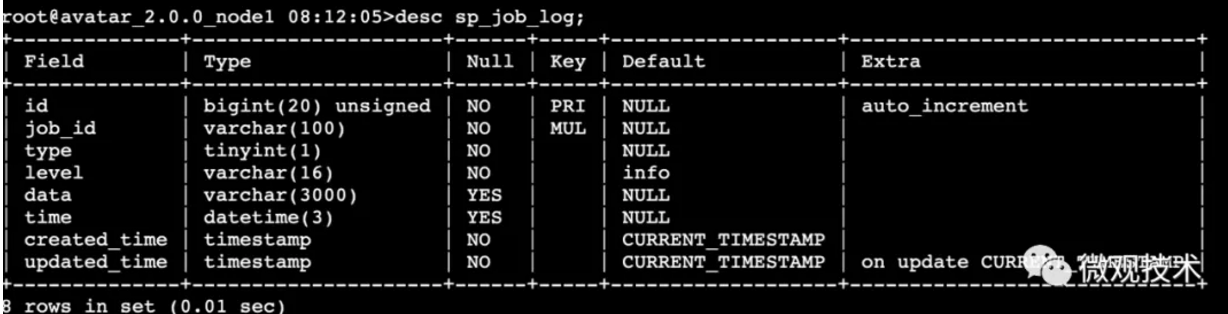 root@avatar_2.0.0_node1 08:12:05>desc sp_job_log;
+--------------+---------------------+------+-----+-------------------+-----------------------------+
| Field | Type | Null | Key | Default | Extra |
+--------------+---------------------+------+-----+-------------------+-----------------------------+
| id | bigint(20) unsigned | NO | PRI | NULL | auto_increment |
| job_id | varchar(100) | NO | MUL | NULL | |
| type | tinyint(1) | NO | | NULL | |
| level | varchar(16) | NO | | info | |
| data | varchar(3000) | YES | | NULL | |
| time | datetime(3) | YES | | NULL | |
| created_time | timestamp | NO | | CURRENT_TIMESTAMP | |
| updated_time | timestamp | NO | | CURRENT_TIMESTAMP | on update |
微观技术
+--------------+---------------------+------+-----+-------------------+-----------------------------+
8 rows in set (0.01 sec)